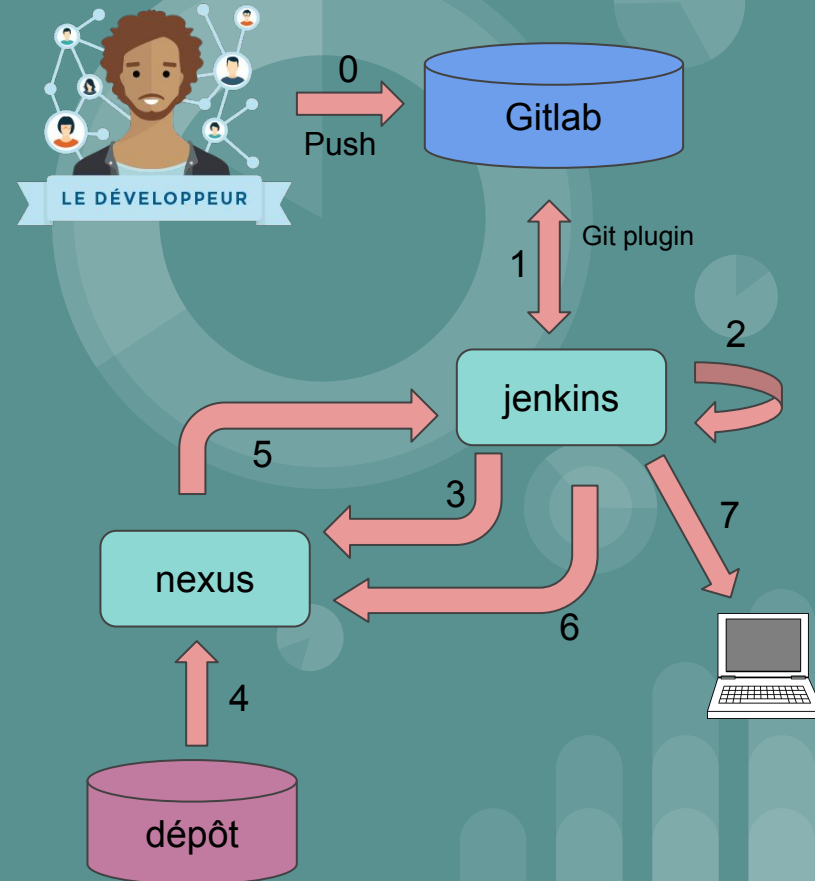 0
Push
Gitlab
LE DÉVELOPPEUR
Git plugin
1
2
jenkins
5
3
7
nexus
6
4
dépôt